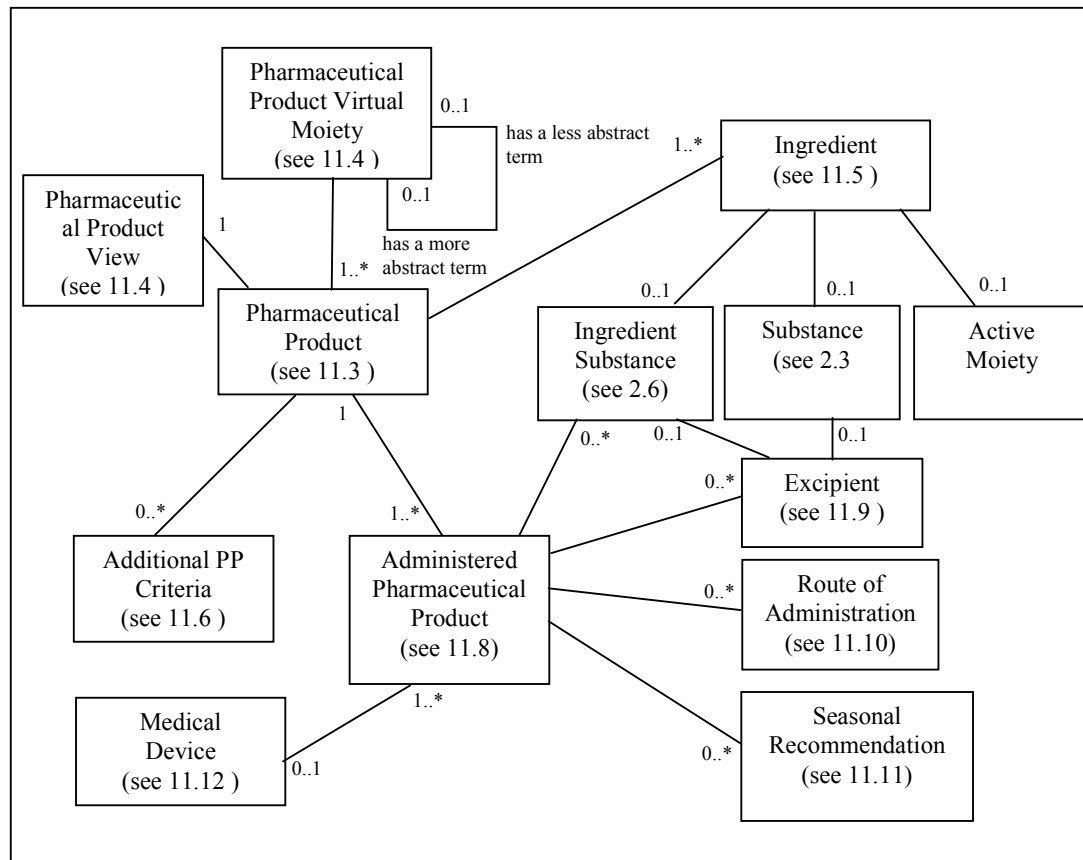 Pharmaceutical
Product Virtual
Moiety
(see 11.4 )
0..1
has a less abstract
term
0..1
has a more
abstract term
1..*
Ingredient
(see 11.5 )
1..*
Pharmaceutic
al Product
View
(see 11.4 )
1
Pharmaceutical
Product
(see 11.3 )
0..1
0..1
0..1
Ingredient
Substance
(see 2.6)
Substance
(see 2.3
Active
Moiety
1
0..*
0..1
0..1
0..*
1..*
0..*
Excipient
(see 11.9 )
Additional PP
Criteria
(see 11.6 )
Administered
Pharmaceutical
Product
(see 11.8)
0..*
Route of
Administration
(see 11.10)
1..*
Medical
Device
(see 11.12 )
0..1
0..*
Seasonal
Recommendation
(see 11.11)